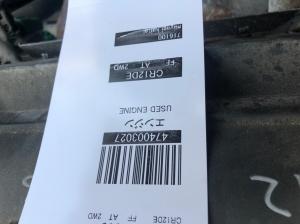 CR12DE FF AT 2WD
474003027
エンジン
USED ENGINE
CR12DE
FF AT 2WD
716100